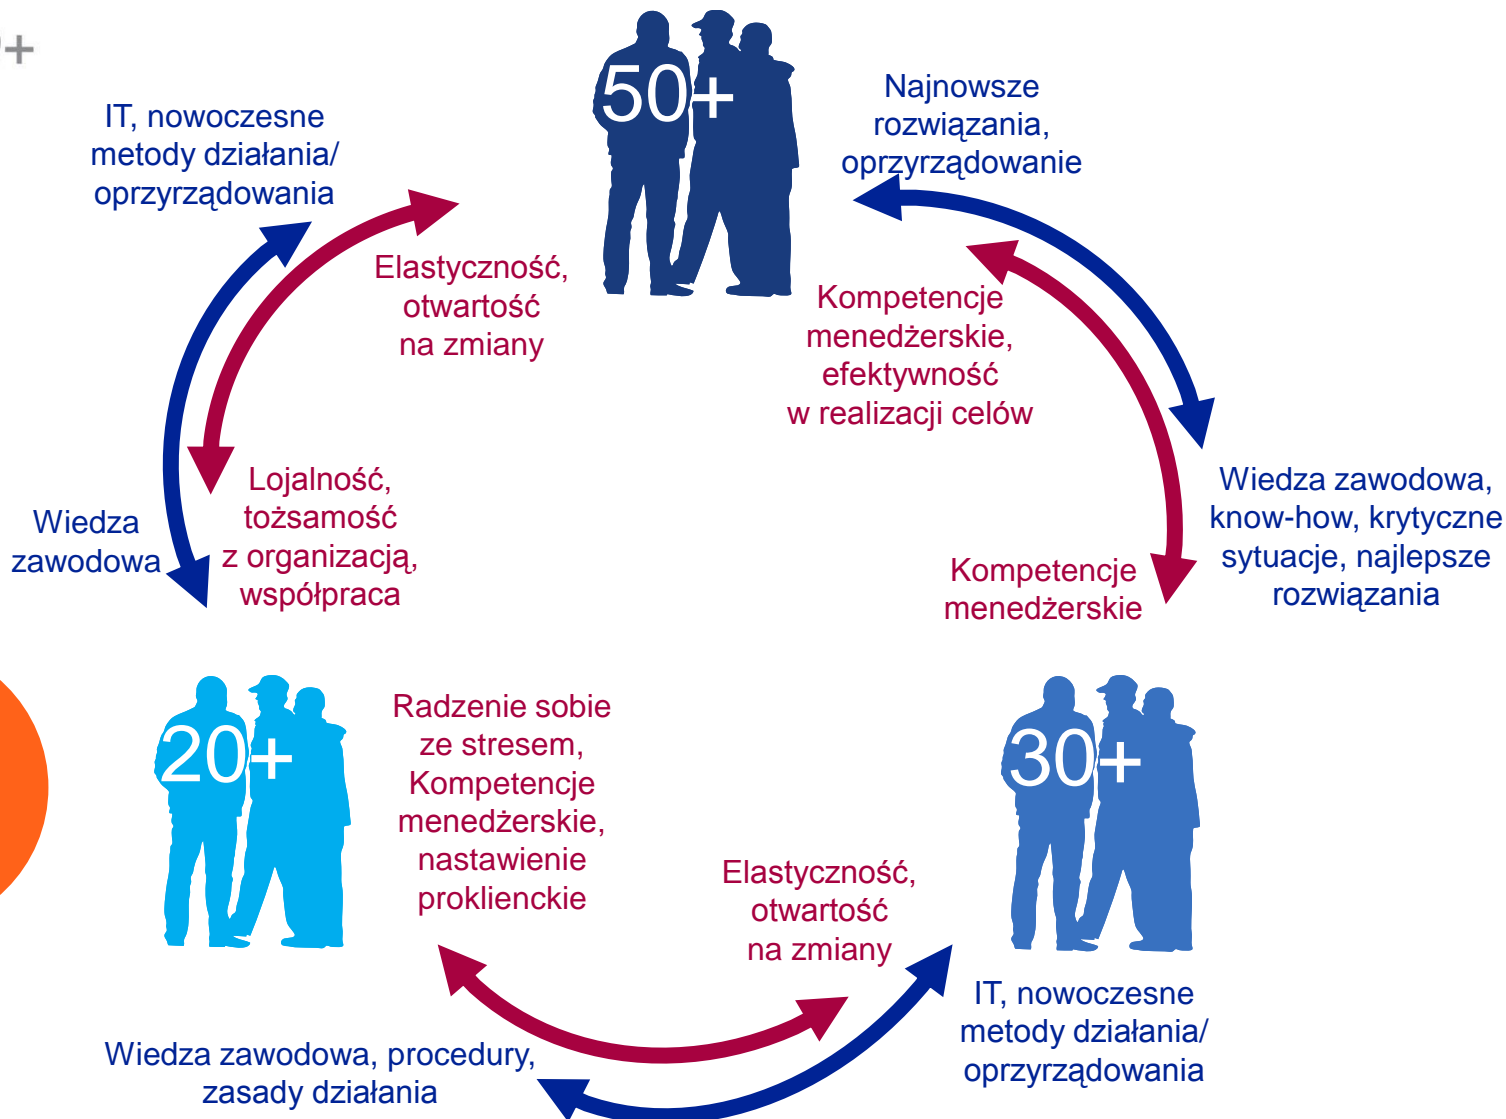 +
50+
Najnowsze
rozwiązania,
oprzyrządowanie
IT, nowoczesne
metody działania/
oprzyrządowania
Elastyczność,
otwartość
na zmiany
Kompetencje
menedżerskie,
efektywność
w realizacji celów
Wiedza
zawodowa
Lojalność,
tożsamość
z organizacją,
współpraca
Kompetencje
menedżerskie
Wiedza zawodowa,
know-how, krytyczne
sytuacje, najlepsze
rozwiązania
20+
Radzenie sobie
ze stresem,
Kompetencje
menedżerskie,
nastawienie
proklienckie
30+
Elastyczność,
otwartość
na zmiany
IT, nowoczesne
metody działania/
oprzyrządowania
Wiedza zawodowa, procedury,
zasady działania